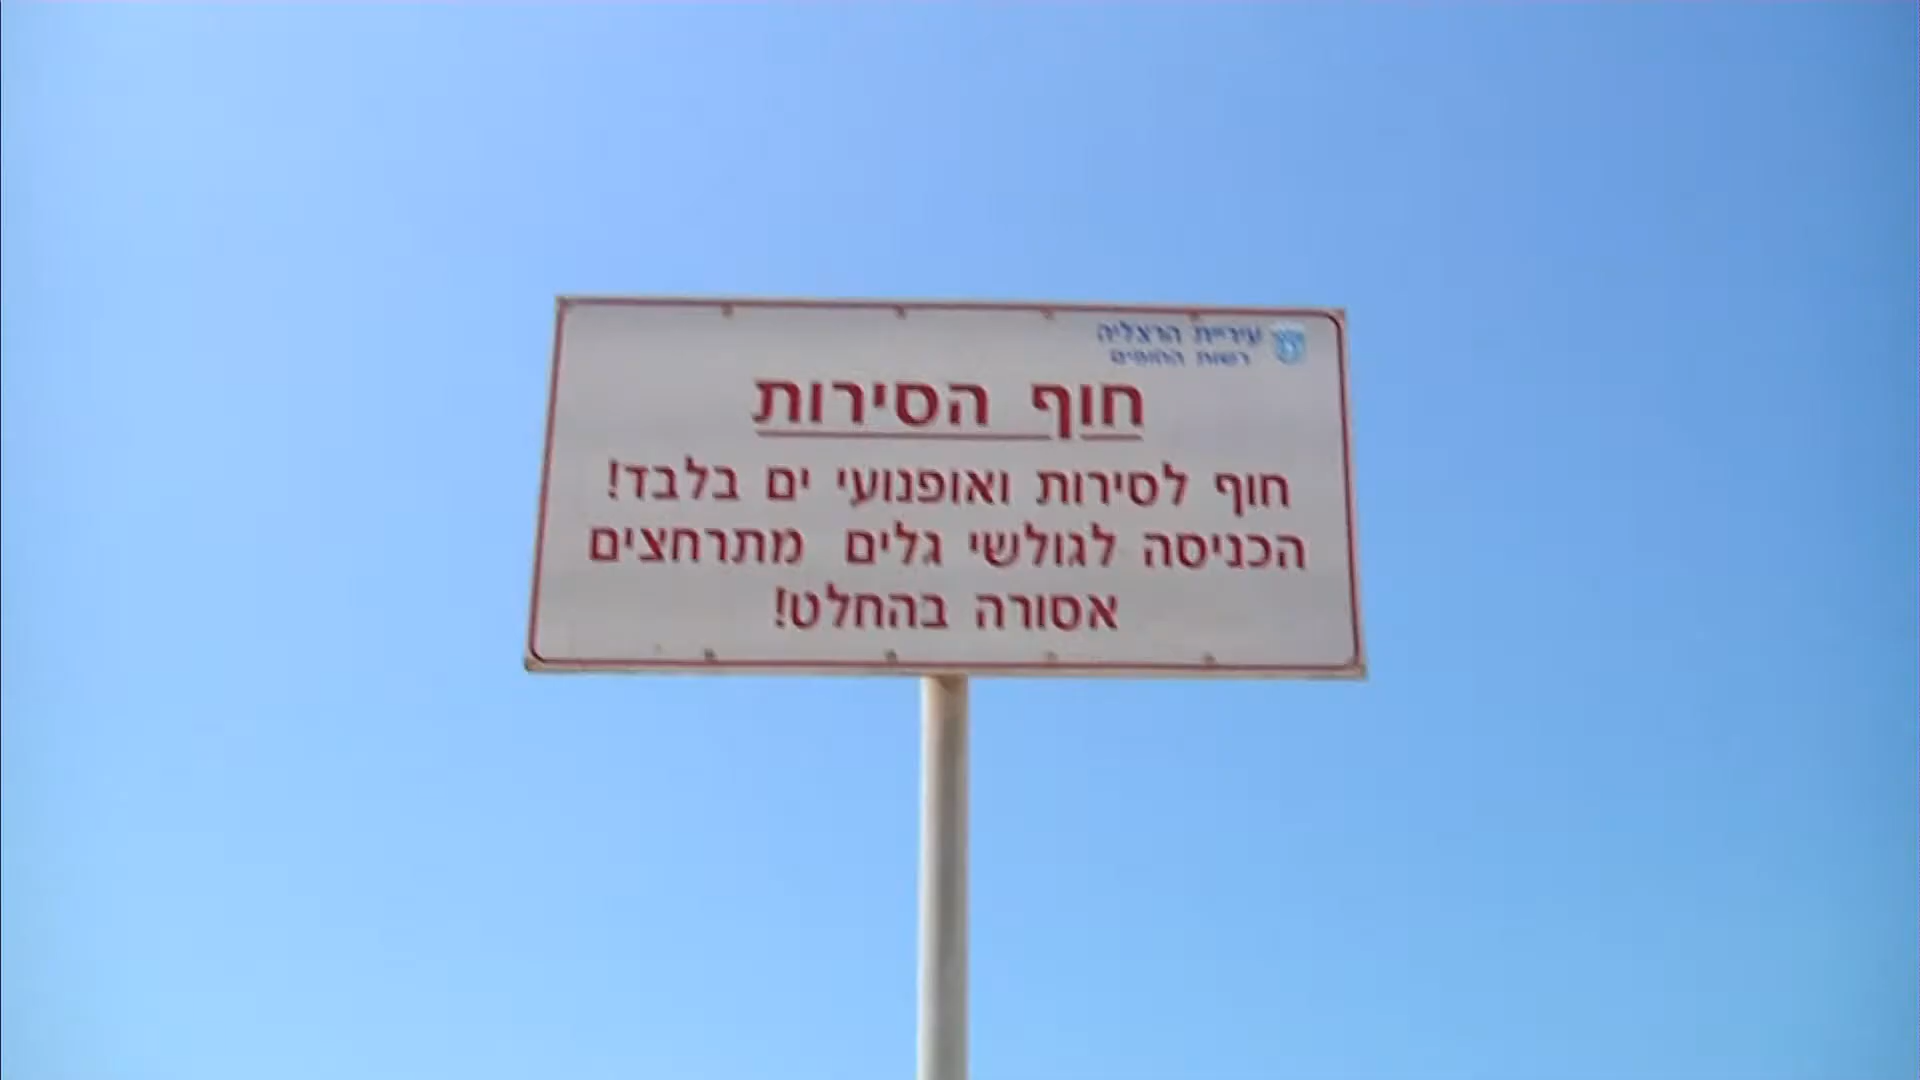 עיריית הרצליה
רשות החופים
חוף הסירות
חוף לסירות ואופנועי ים בלבד!
הכניסה לגולשי גלים מתרחצים
אסורה בהחלט!